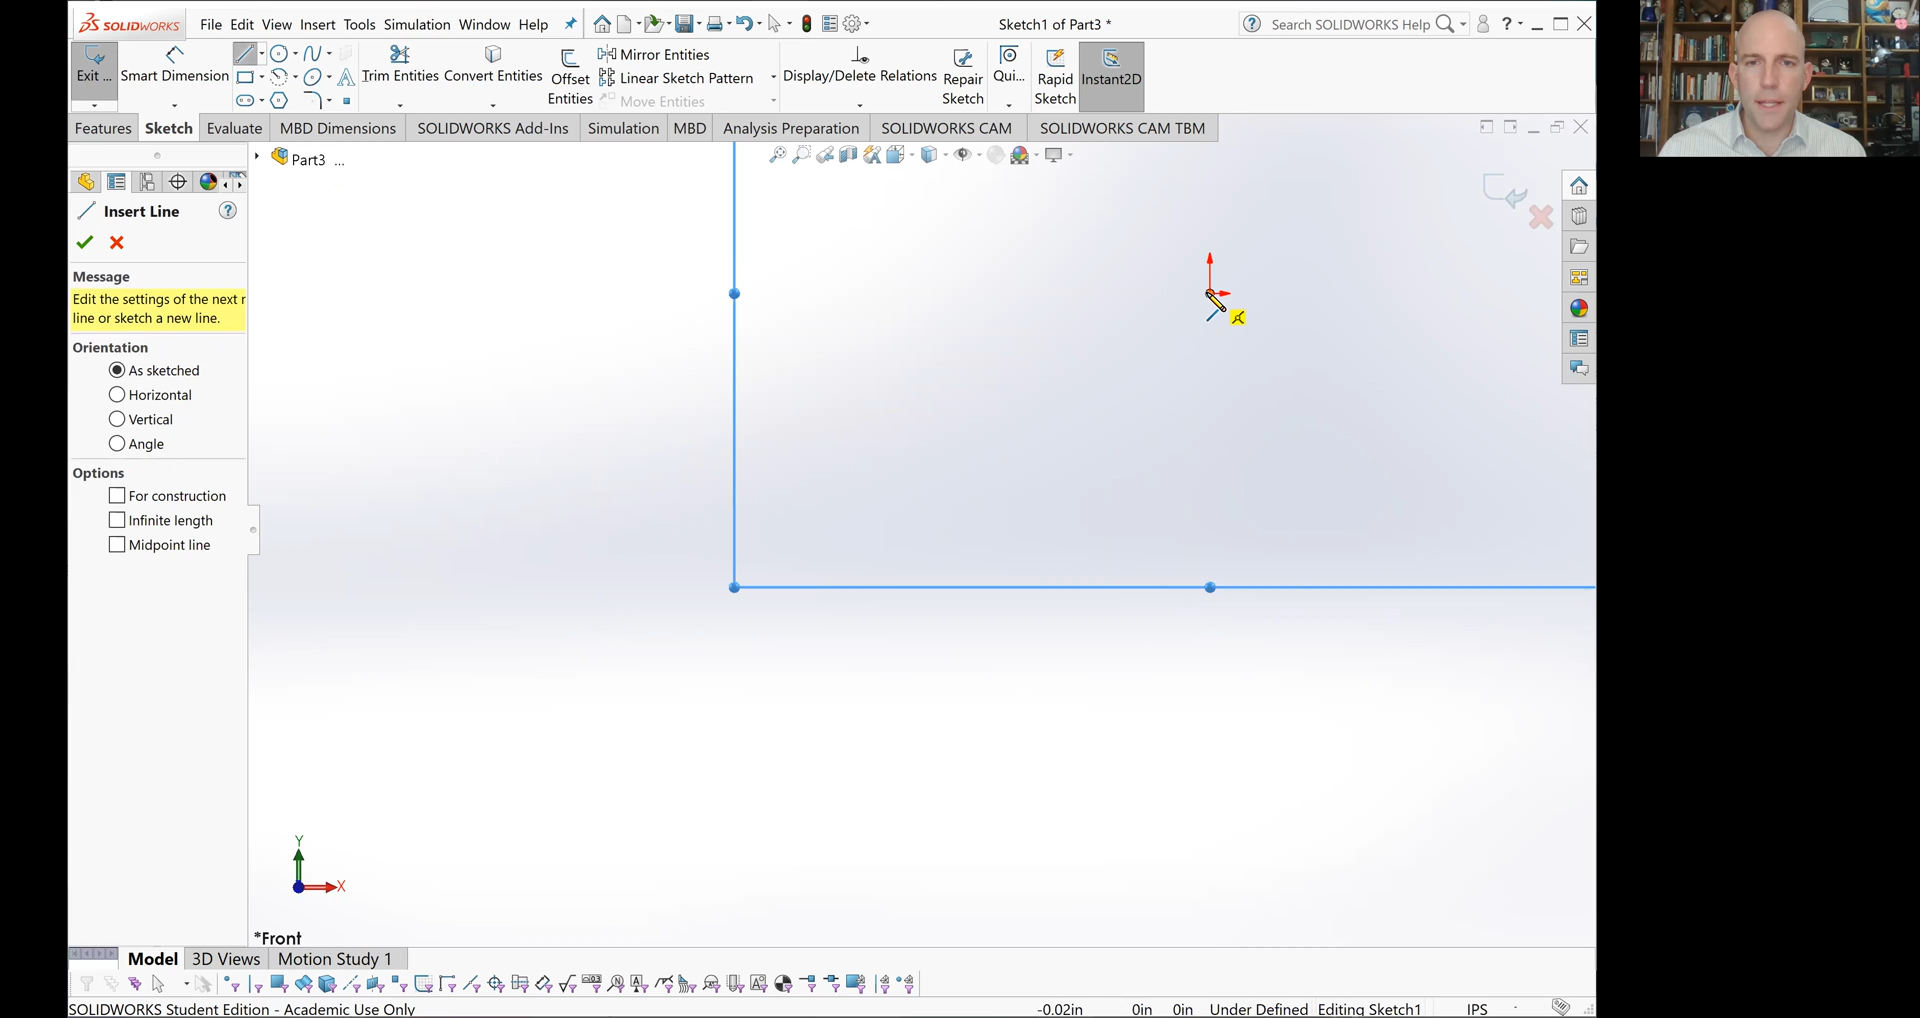 SOLIDWORKS File Edit View Insert Tools Simulation Window Help Sketch1 of Part3 * Search SOLIDWORKS Help ?
Exit ... Smart Dimension Trim Entities Convert Entities Offset Entities Mirror Entities Display/Delete Relations Repair Sketch Qui... Rapid Sketch Instant2D
Linear Sketch Pattern
Move Entities
Features Sketch Evaluate MBD Dimensions SOLIDWORKS Add-Ins Simulation MBD Analysis Preparation SOLIDWORKS CAM SOLIDWORKS CAM TBM
Part3 ...
Insert Line ?
Message
Edit the settings of the next r
line or sketch a new line.
Orientation
As sketched
Horizontal
Vertical
Angle
Options
For construction
Infinite length
Midpoint line
Y
X
*Front
Model 3D Views Motion Study 1
SOLIDWORKS Student Edition - Academic Use Only -0.02in 0in 0in Under Defined Editing Sketch1 IPS